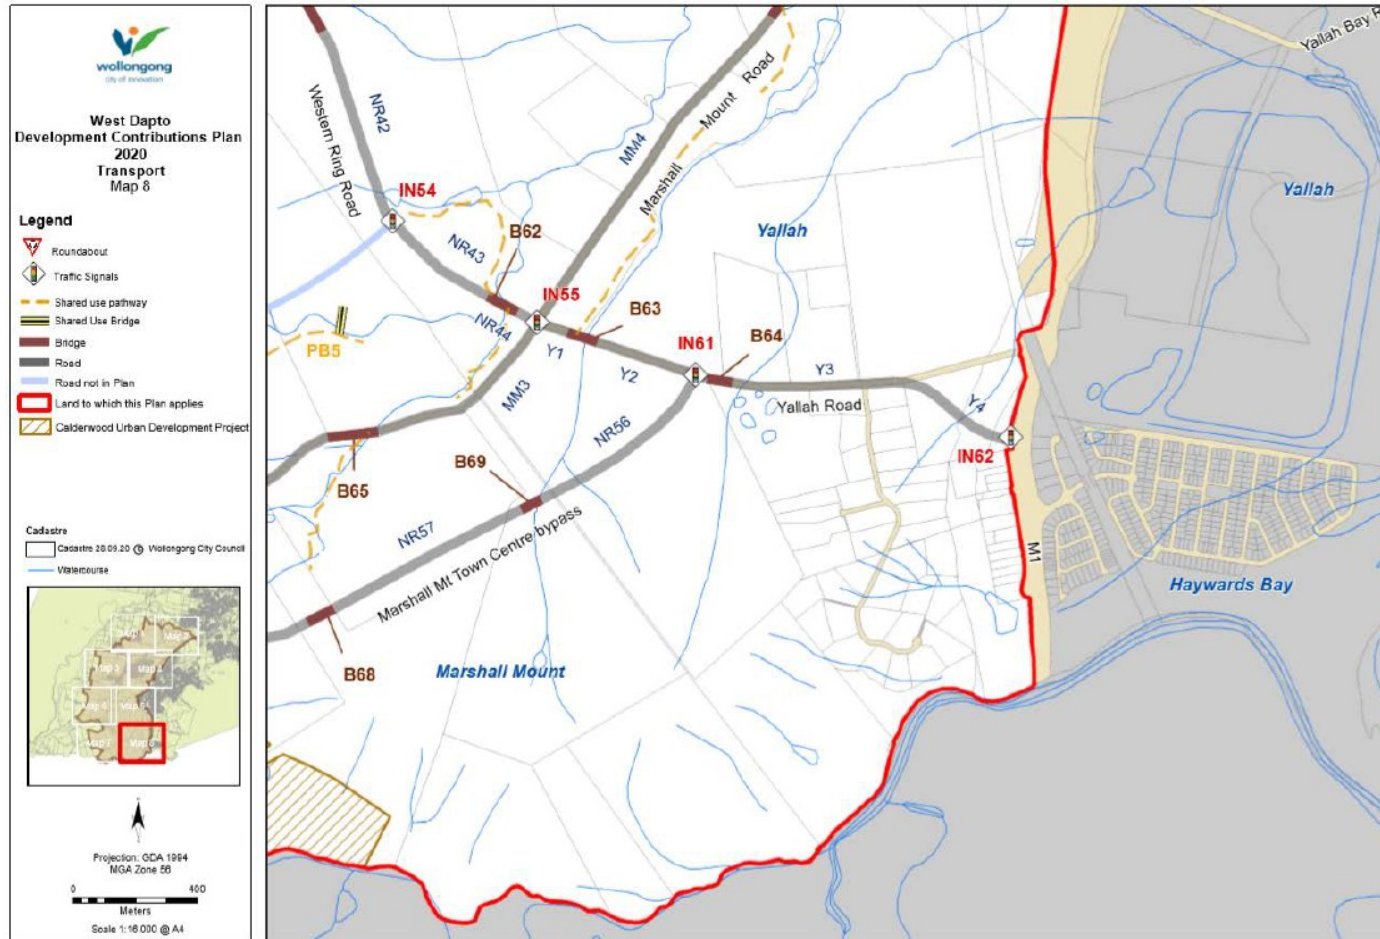 wollongong
city of innovation
West Dapto
Development Contributions Plan
2020
Transport
Map 8
Legend
Roundabout
Traffic Signals
Shared use pathway
Shared Use Bridge
Bridge
Road
Road not in Plan
Land to which this Plan applies
Calderwood Urban Development Project
Cadastre
Cadastre 28.09.20 © Wollongong City Council
Watercourse
Map 8
Projection: GDA 1994
MGA Zone 56
0 400
Meters
Scale 1:16 000 @ A4
Yallah Bay R
NR42
Western Ring Road
Marshall Mount Road
MM4
IN54
Yallah
Yallah
NR43
B62
IN55
B63
NR44
Y1
IN61
B64
PB5
Y2
Y3
MM3
Yallah Road
Y4
NR56
IN62
B69
B65
NR57
Marshall Mt Town Centre bypass
M1
Haywards Bay
B68
Marshall Mount